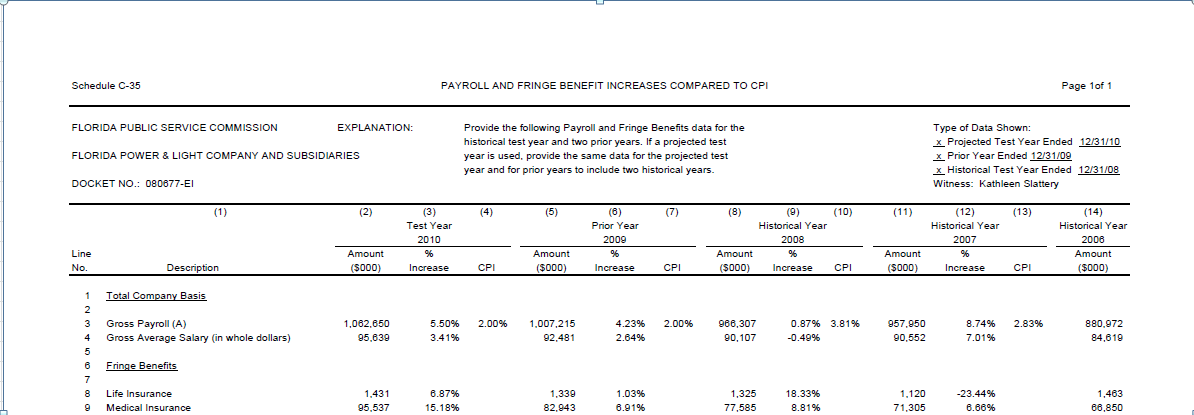 Schedule C-35 PAYROLL AND FRINGE BENEFIT INCREASES COMPARED TO CPI Page 1of 1
FLORIDA PUBLIC SERVICE COMMISSION EXPLANATION: Provide the following Payroll and Fringe Benefits data for the Type of Data Shown:
historical test year and two prior years. If a projected test x Projected Test Year Ended 12/31/10
FLORIDA POWER & LIGHT COMPANY AND SUBSIDIARIES year is used, provide the same data for the projected test x Prior Year Ended 12/31/09
year and for prior years to include two historical years. x Historical Test Year Ended 12/31/08
DOCKET NO.: 080677-EI Witness: Kathleen Slattery
(1) (2) (3) (4) (5) (6) (7) (8) (9) (10) (11) (12) (13) (14)
Test Year Prior Year Historical Year Historical Year Historical Year
2010 2009 2008 2007 2006
Line Amount % Amount % Amount % Amount % Amount
No. Description ($000) Increase CPI ($000) Increase CPI ($000) Increase CPI ($000) Increase CPI ($000)
1 Total Company Basis
2
3 Gross Payroll (A) 1,062,650 5.50% 2.00% 1,007,215 4.23% 2.00% 966,307 0.87% 3.81% 957,950 8.74% 2.83% 880,972
4 Gross Average Salary (in whole dollars) 95,639 3.41% 92,481 2.64% 90,107 -0.49% 90,552 7.01% 84,619
5
6 Fringe Benefits
7
8 Life Insurance 1,431 6.87% 1,339 1.03% 1,325 18.33% 1,120 -23.44% 1,463
9 Medical Insurance 95,537 15.18% 82,943 6.91% 77,585 8.81% 71,305 6.66% 66,850